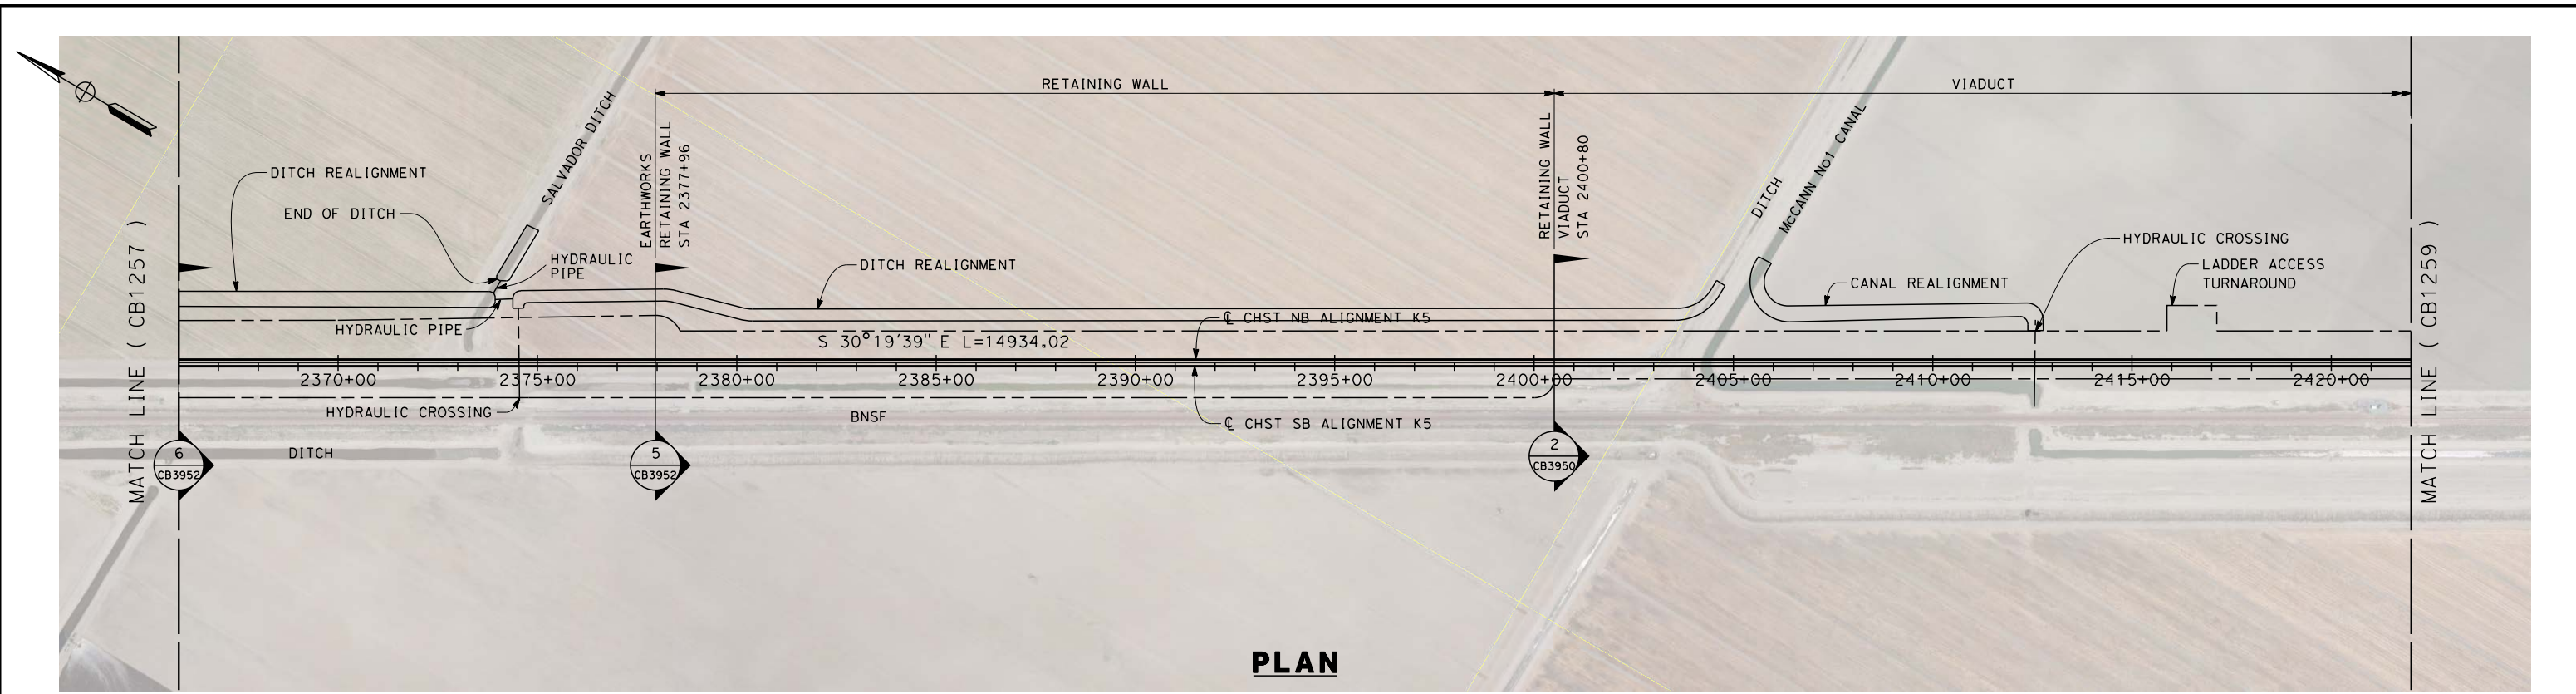 RETAINING WALL
VIADUCT
SALVADOR DITCH
EARTHWORKS
RETAINING WALL
STA 2377+96
RETAINING WALL
VIADUCT
STA 2400+80
DITCH
McCANN No1 CANAL
DITCH REALIGNMENT
END OF DITCH
HYDRAULIC
PIPE
DITCH REALIGNMENT
HYDRAULIC CROSSING
LADDER ACCESS
TURNAROUND
CANAL REALIGNMENT
MATCH LINE ( CB1257 )
MATCH LINE ( CB1259 )
HYDRAULIC PIPE
℄ CHST NB ALIGNMENT K5
S 30°19'39" E L=14934.02
2370+00
2375+00
2380+00
2385+00
2390+00
2395+00
2400+00
2405+00
2410+00
2415+00
2420+00
HYDRAULIC CROSSING
BNSF
℄ CHST SB ALIGNMENT K5
DITCH
6
CB3952
5
CB3952
2
CB3950
PLAN